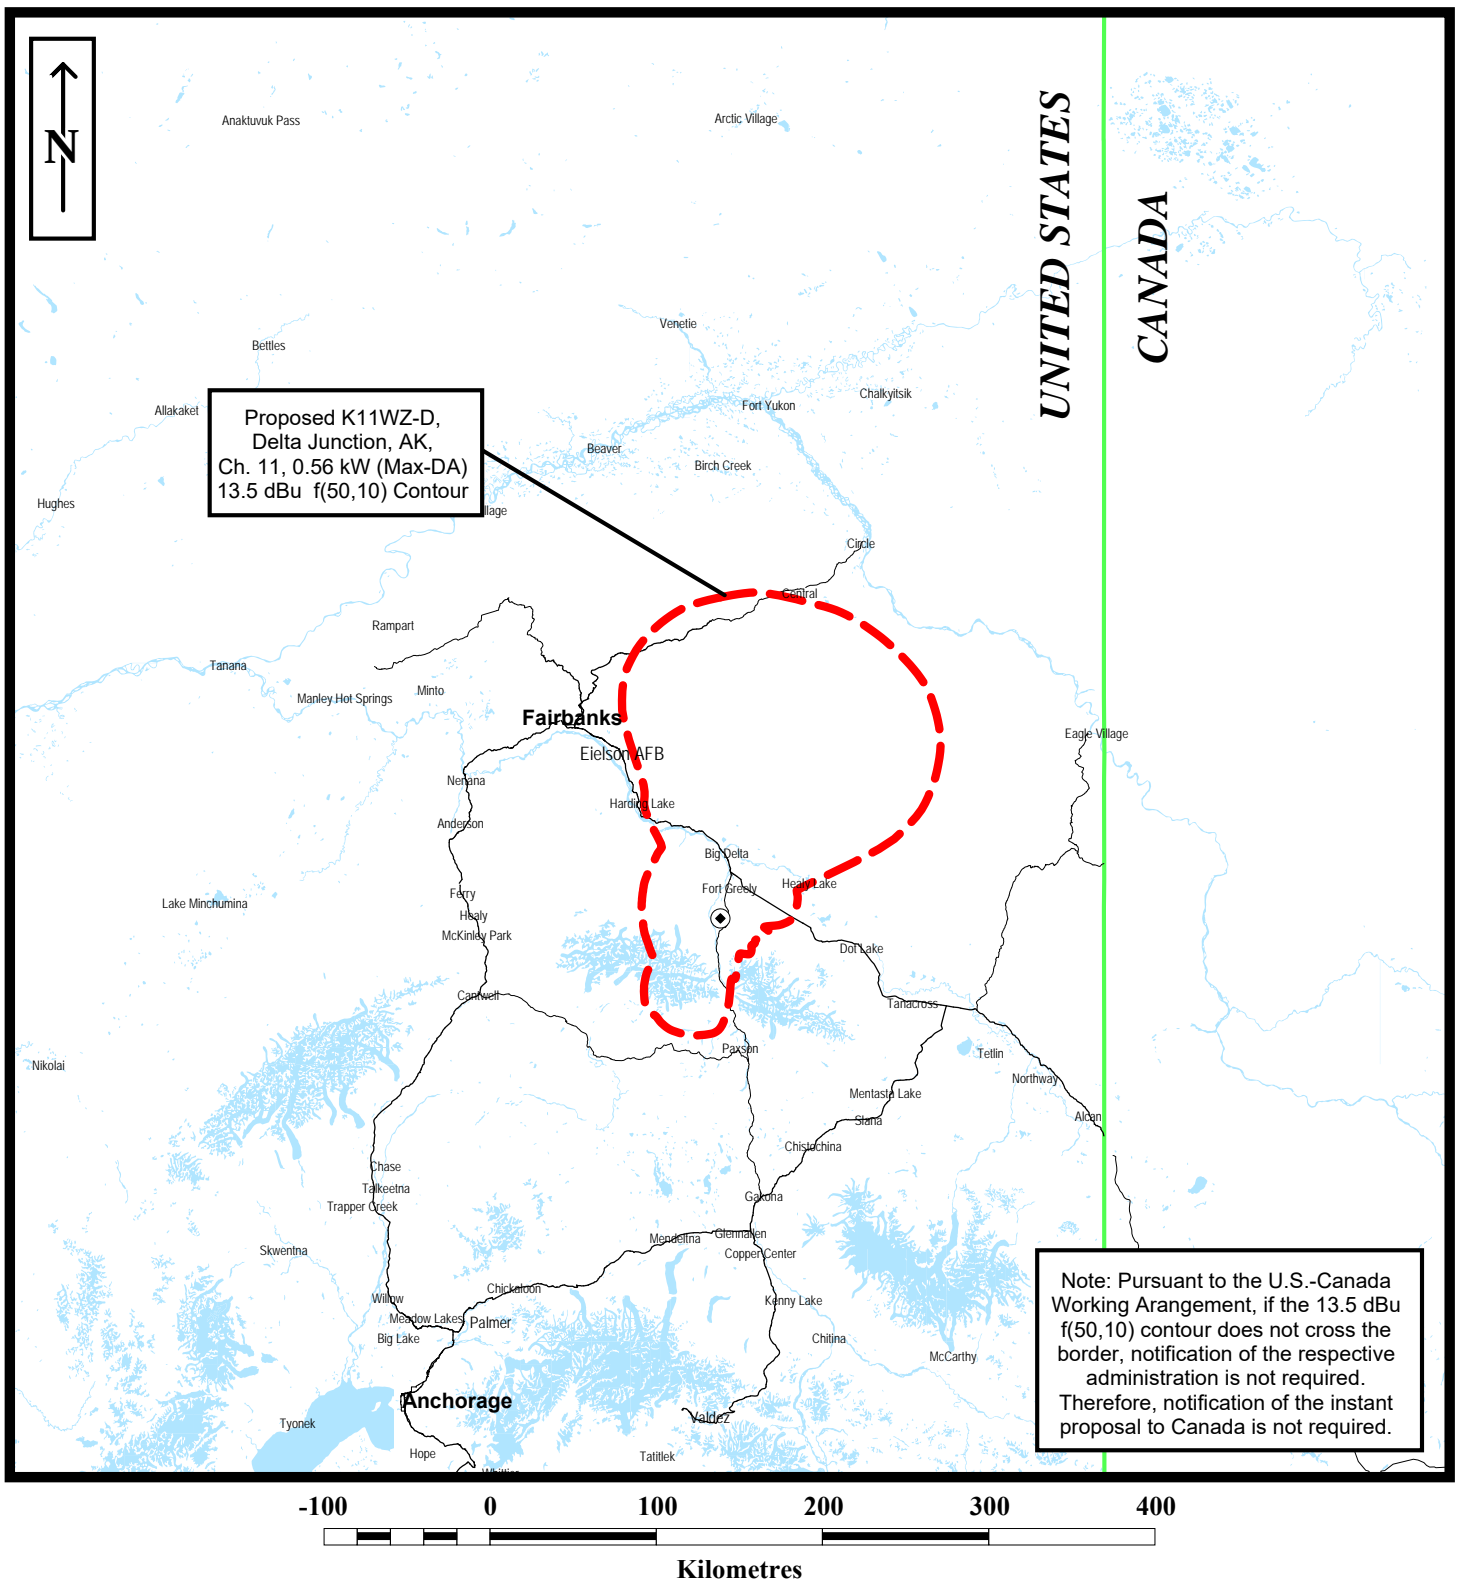 N
Anaktuvuk Pass
Arctic Village
UNITED STATES
CANADA
Venetie
Bettles
Allakaket
Chalkyitsik
Fort Yukon
Proposed K11WZ-D,
Delta Junction, AK,
Ch. 11, 0.56 kW (Max-DA)
13.5 dBu f(50,10) Contour
Beaver
Birch Creek
Hughes
llage
Circle
Central
Rampart
Tanana
Minto
Manley Hot Springs
Fairbanks
Eielson AFB
Eagle Village
Nenana
Harding Lake
Anderson
Big Delta
Fort Greely
Healy Lake
Ferry
Lake Minchumina
Healy
McKinley Park
Dot Lake
Cantwell
Tanacross
Paxson
Tetlin
Nikolai
Northway
Mentasta Lake
Slana
Alcan
Chistochina
Chase
Talkeetna
Trapper Creek
Gakona
Mendeltna
Glennallen
Copper Center
Skwentna
Chickaloon
Willow
Kenny Lake
Meadow Lakes
Palmer
Big Lake
Chitina
McCarthy
Anchorage
Valdez
Tyonek
Hope
Tatitlek
Whittier
Note: Pursuant to the U.S.-Canada
Working Arangement, if the 13.5 dBu
f(50,10) contour does not cross the
border, notification of the respective
administration is not required.
Therefore, notification of the instant
proposal to Canada is not required.
-100 0 100 200 300 400
Kilometres